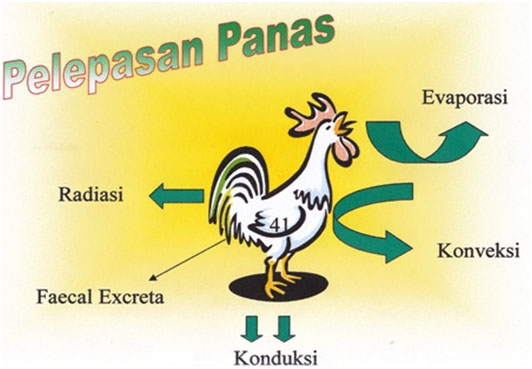 Pelepasan Panas
Evaporasi
Radiasi
41
Konveksi
Faecal Excreta
Konduksi